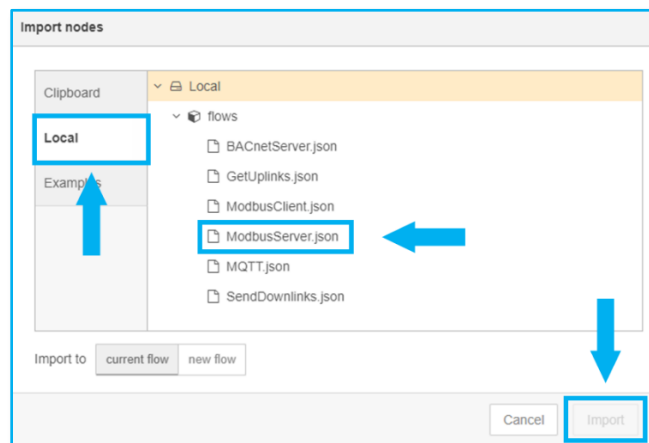 Import nodes
Clipboard
Local
Examples
Local
flows
BACnetServer.json
GetUplinks.json
ModbusClient.json
ModbusServer.json
MQTT.json
SendDownlinks.json
Import to current flow new flow
Cancel Import